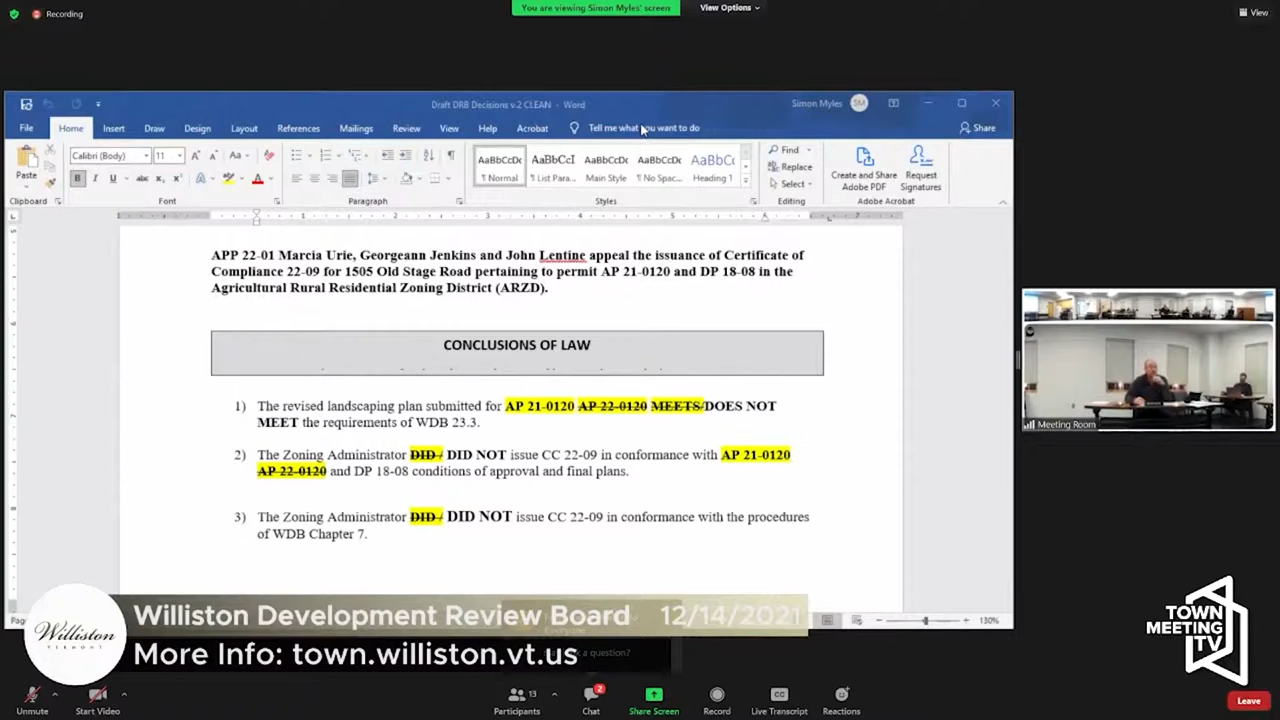 Recording
You are viewing Simon Myles' screen
View Options
View
Draft DRB Decisions v.2 CLEAN - Word
Simon Myles
SM
File Home Insert Draw Design Layout References Mailings Review View Help Acrobat Tell me what you want to do Share
Paste
Calibri (Body) 11
AaBbCcDc AaBbCcI AaBbCcDc AaBbCcDc AaBbC
¶ Normal ¶ List Para... Main Style ¶ No Spac... Heading 1
Find
Replace
Select
Create and Share Adobe PDF
Request Signatures
Clipboard Font Paragraph Styles Editing Adobe Acrobat
APP 22-01 Marcia Urie, Georgeann Jenkins and John Lentine appeal the issuance of Certificate of
Compliance 22-09 for 1505 Old Stage Road pertaining to permit AP 21-0120 and DP 18-08 in the
Agricultural Rural Residential Zoning District (ARZD).
CONCLUSIONS OF LAW
1) The revised landscaping plan submitted for AP 21-0120 AP 22-0120 MEETS/DOES NOT
MEET the requirements of WDB 23.3.
2) The Zoning Administrator DID / DID NOT issue CC 22-09 in conformance with AP 21-0120
AP 22-0120 and DP 18-08 conditions of approval and final plans.
3) The Zoning Administrator DID / DID NOT issue CC 22-09 in conformance with the procedures
of WDB Chapter 7.
Meeting Room
130%
Williston
VERMONT
Williston Development Review Board 12/14/2021
More Info: town.williston.vt.us
a question?
TOWN
MEETING
TV
Unmute
Start Video
Participants 13
Chat 2
Share Screen
Record
CC
Live Transcript
Reactions
Leave